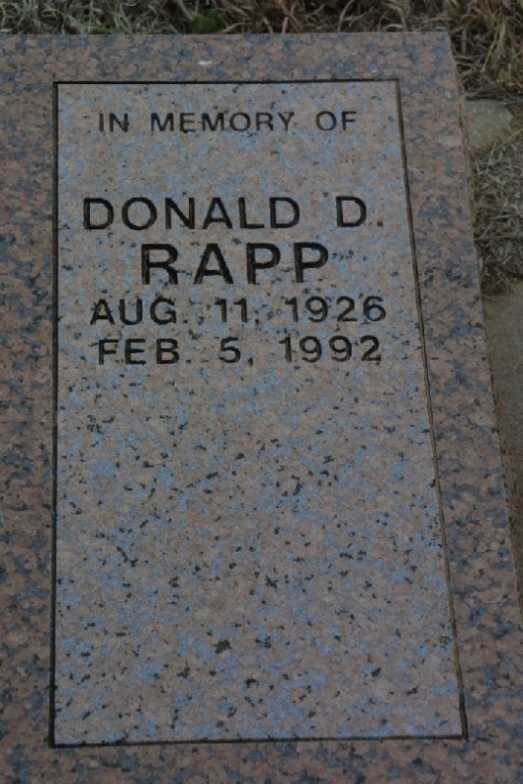 IN MEMORY OF
DONALD D.
RAPP
AUG. 11, 1926
FEB. 5, 1992